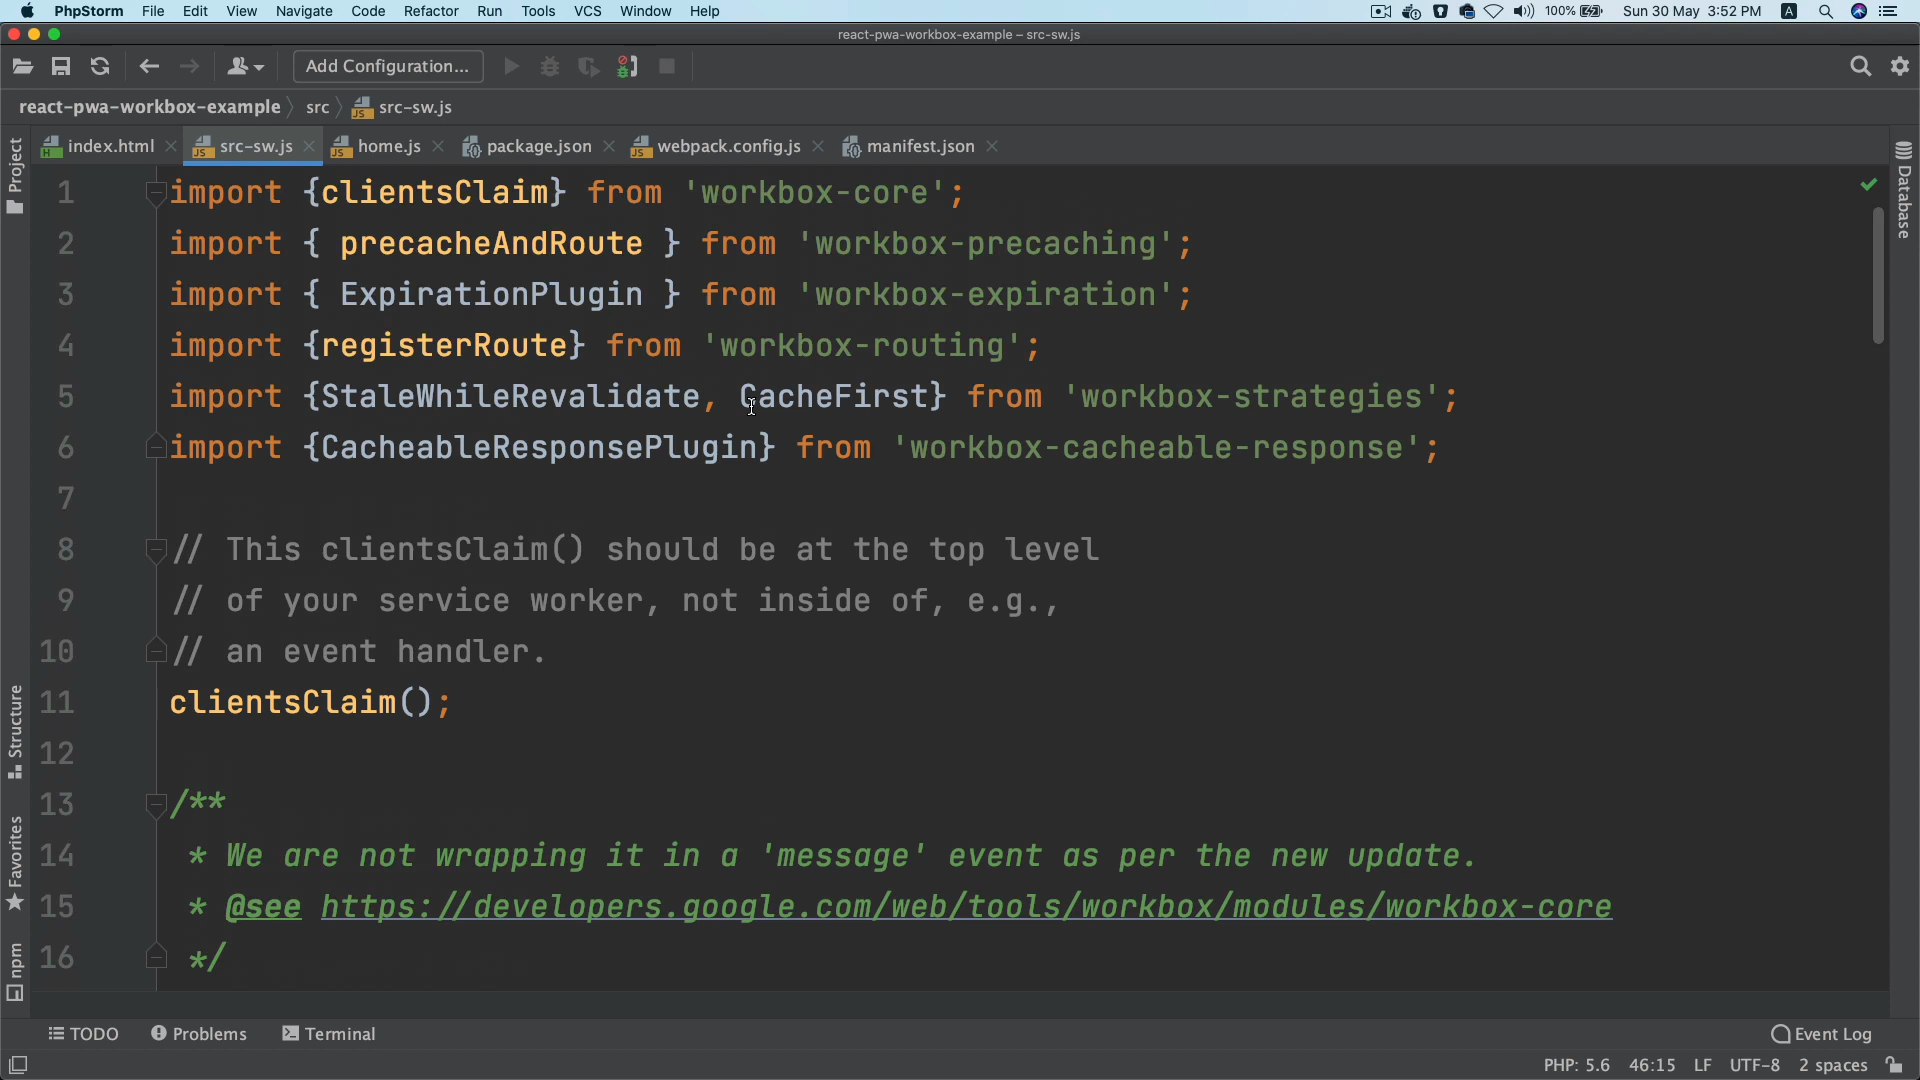 PhpStorm File Edit View Navigate Code Refactor Run Tools VCS Window Help 100% Sun 30 May 3:52 PM A
react-pwa-workbox-example – src-sw.js
Add Configuration...
react-pwa-workbox-example src src-sw.js
index.html src-sw.js home.js package.json webpack.config.js manifest.json
Project
Structure
Favorites
npm
Database
1 import {clientsClaim} from 'workbox-core';
2 import { precacheAndRoute } from 'workbox-precaching';
3 import { ExpirationPlugin } from 'workbox-expiration';
4 import {registerRoute} from 'workbox-routing';
5 import {StaleWhileRevalidate, CacheFirst} from 'workbox-strategies';
6 import {CacheableResponsePlugin} from 'workbox-cacheable-response';
7
8 // This clientsClaim() should be at the top level
9 // of your service worker, not inside of, e.g.,
10 // an event handler.
11 clientsClaim();
12
13 /**
14 * We are not wrapping it in a 'message' event as per the new update.
15 * @see https://developers.google.com/web/tools/workbox/modules/workbox-core
16 */
TODO Problems Terminal Event Log
PHP: 5.6 46:15 LF UTF-8 2 spaces